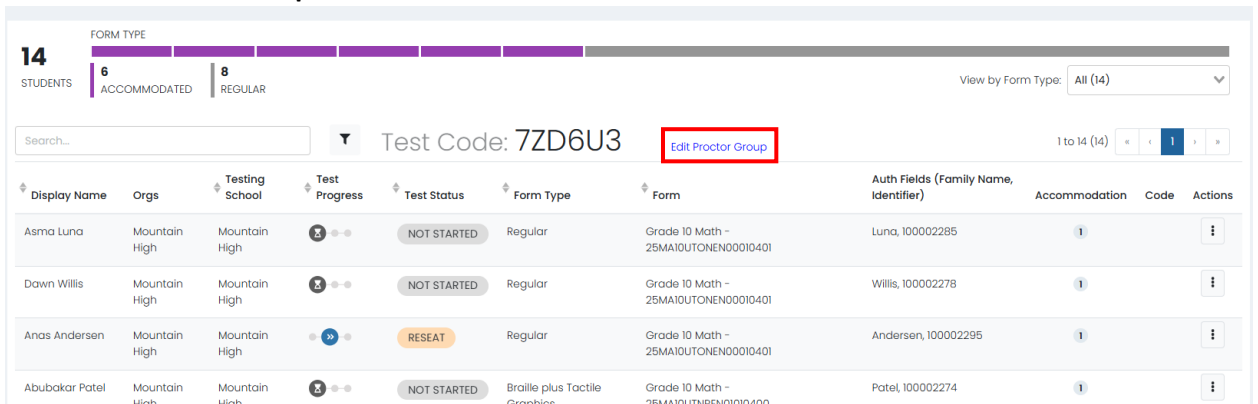 FORM TYPE
14
STUDENTS
6
ACCOMMODATED
8
REGULAR
View by Form Type: All (14)
Search...
Test Code: 7ZD6U3
Edit Proctor Group
1 to 14 (14) « ‹ 1 › »
Display Name Orgs Testing School Test Progress Test Status Form Type Form Auth Fields (Family Name, Identifier) Accommodation Code Actions
Asma Luna Mountain High Mountain High NOT STARTED Regular Grade 10 Math - 25MA10UTONEN00010401 Luna, 100002285 1
Dawn Willis Mountain High Mountain High NOT STARTED Regular Grade 10 Math - 25MA10UTONEN00010401 Willis, 100002278 1
Anas Andersen Mountain High Mountain High RESEAT Regular Grade 10 Math - 25MA10UTONEN00010401 Andersen, 100002295 1
Abubakar Patel Mountain High Mountain High NOT STARTED Braille plus Tactile Graphics Grade 10 Math - 25MA10UTNBEN01010400 Patel, 100002274 1